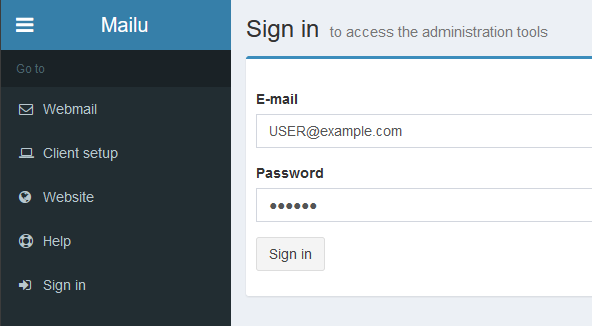 Mailu
Go to
Webmail
Client setup
Website
Help
Sign in
Sign in to access the administration tools
E-mail
USER@example.com
Password
••••••
Sign in